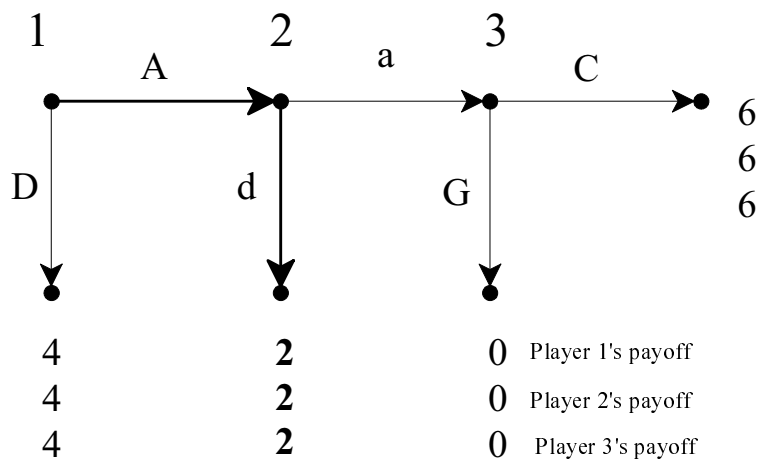 1 2 3
A a C
D d G
6
6
6
4 2 0 Player 1's payoff
4 2 0 Player 2's payoff
4 2 0 Player 3's payoff